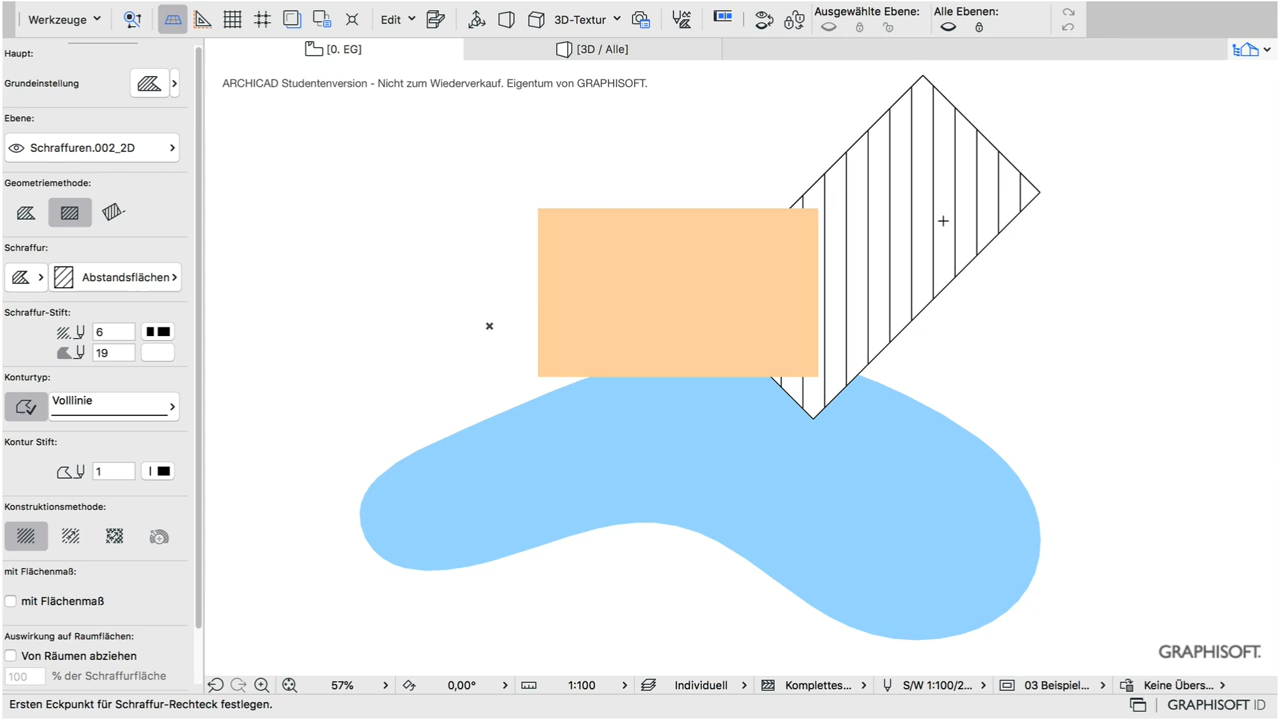 Werkzeuge
Edit
3D-Textur
Ausgewählte Ebene:
Alle Ebenen:
[0. EG]
[3D / Alle]
Haupt:
Grundeinstellung
Ebene:
Schraffuren.002_2D
Geometriemethode:
Schraffur:
Abstandsflächen
Schraffur-Stift:
6
19
Konturtyp:
Volllinie
Kontur Stift:
1
Konstruktionsmethode:
mit Flächenmaß:
mit Flächenmaß
Auswirkung auf Raumflächen:
Von Räumen abziehen
100 % der Schraffurfläche
ARCHICAD Studentenversion - Nicht zum Wiederverkauf. Eigentum von GRAPHISOFT.
GRAPHISOFT.
57% 0,00° 1:100 Individuell Komplettes... S/W 1:100/2... 03 Beispiel... Keine Übers...
Ersten Eckpunkt für Schraffur-Rechteck festlegen.
GRAPHISOFT ID